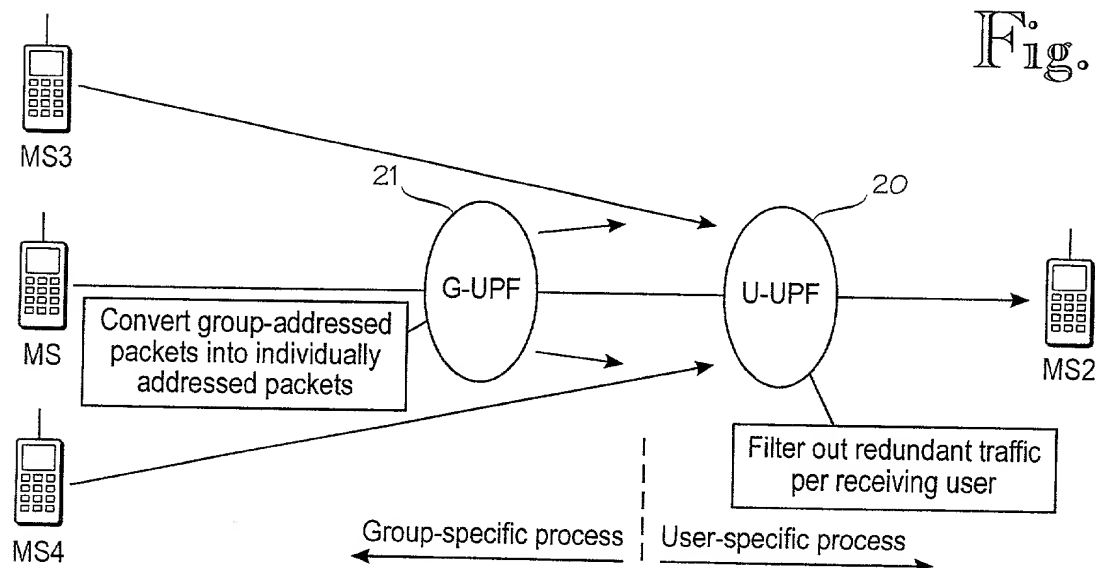 Fig.
MS3
21
20
G-UPF
U-UPF
MS
Convert group-addressed
packets into individually
addressed packets
MS2
Filter out redundant traffic
per receiving user
MS4
Group-specific process
User-specific process